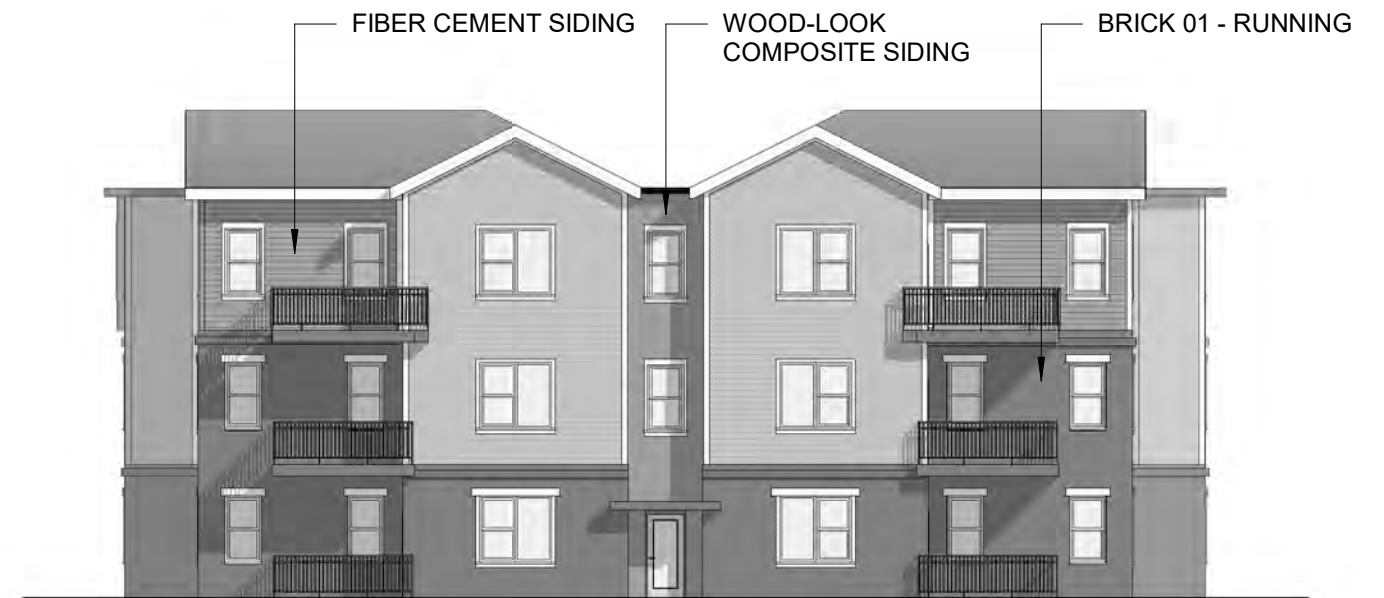 FIBER CEMENT SIDING
WOOD-LOOK
COMPOSITE SIDING
BRICK 01 - RUNNING